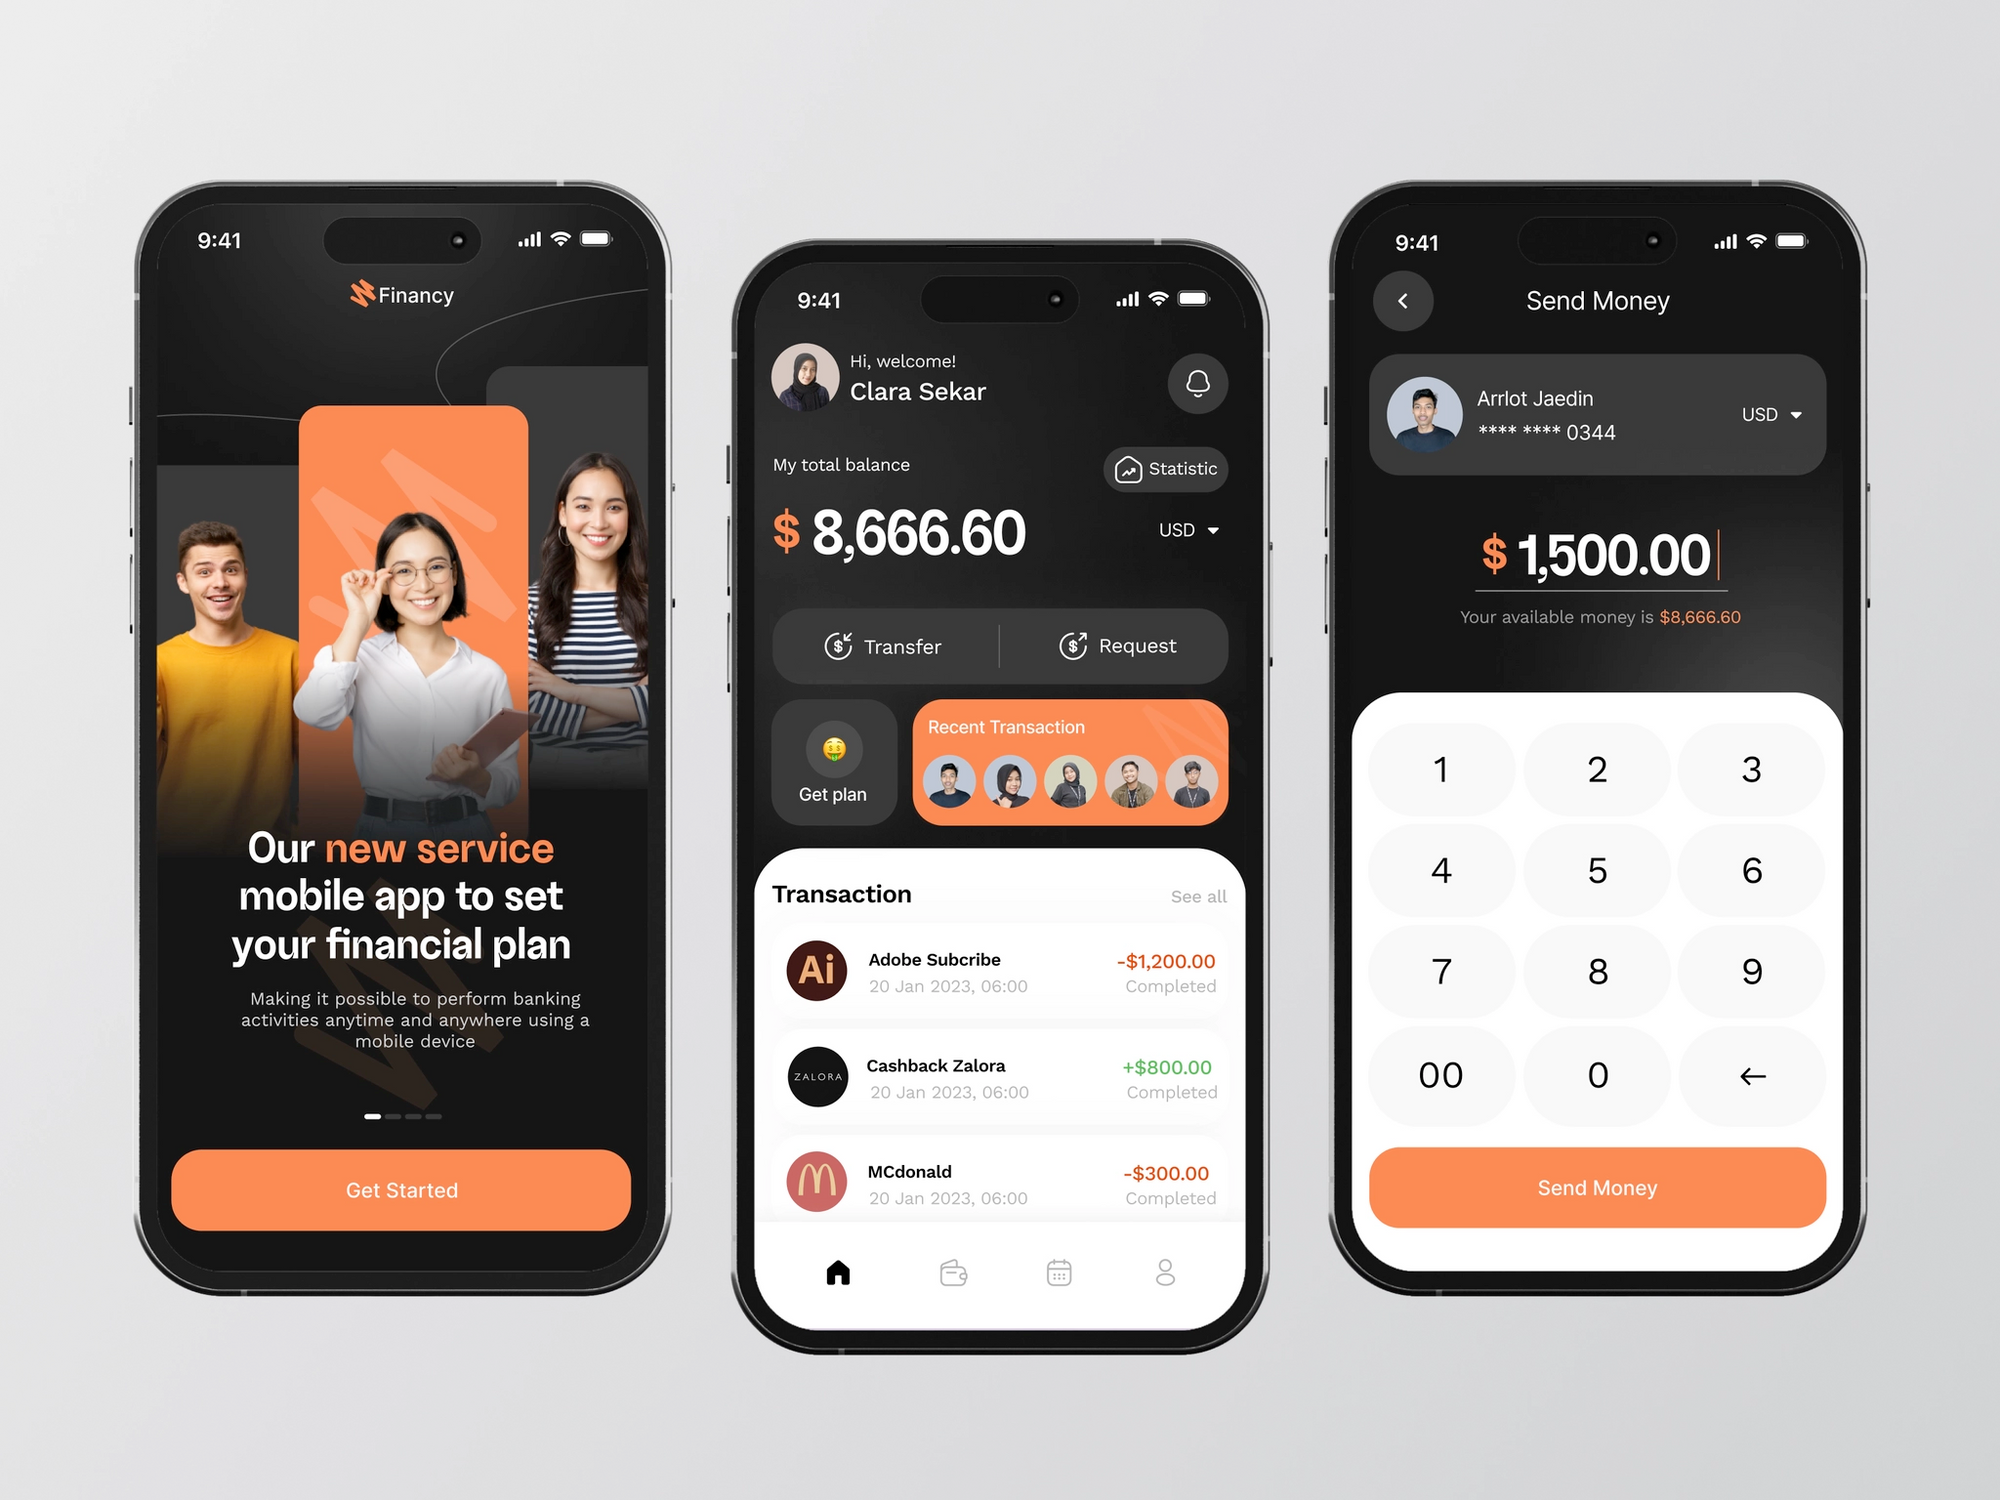 9:41
Financy
Our new service
mobile app to set
your financial plan
Making it possible to perform banking
activities anytime and anywhere using a
mobile device
Get Started
9:41
Hi, welcome!
Clara Sekar
My total balance
Statistic
$ 8,666.60
USD
Transfer
Request
Get plan
Recent Transaction
Transaction
See all
Ai
Adobe Subcribe
-$1,200.00
20 Jan 2023, 06:00
Completed
ZALORA
Cashback Zalora
+$800.00
20 Jan 2023, 06:00
Completed
MCdonald
-$300.00
20 Jan 2023, 06:00
Completed
9:41
Send Money
Arrlot Jaedin
**** **** 0344
USD
$ 1,500.00
Your available money is $8,666.60
1 2 3
4 5 6
7 8 9
00 0 ←
Send Money